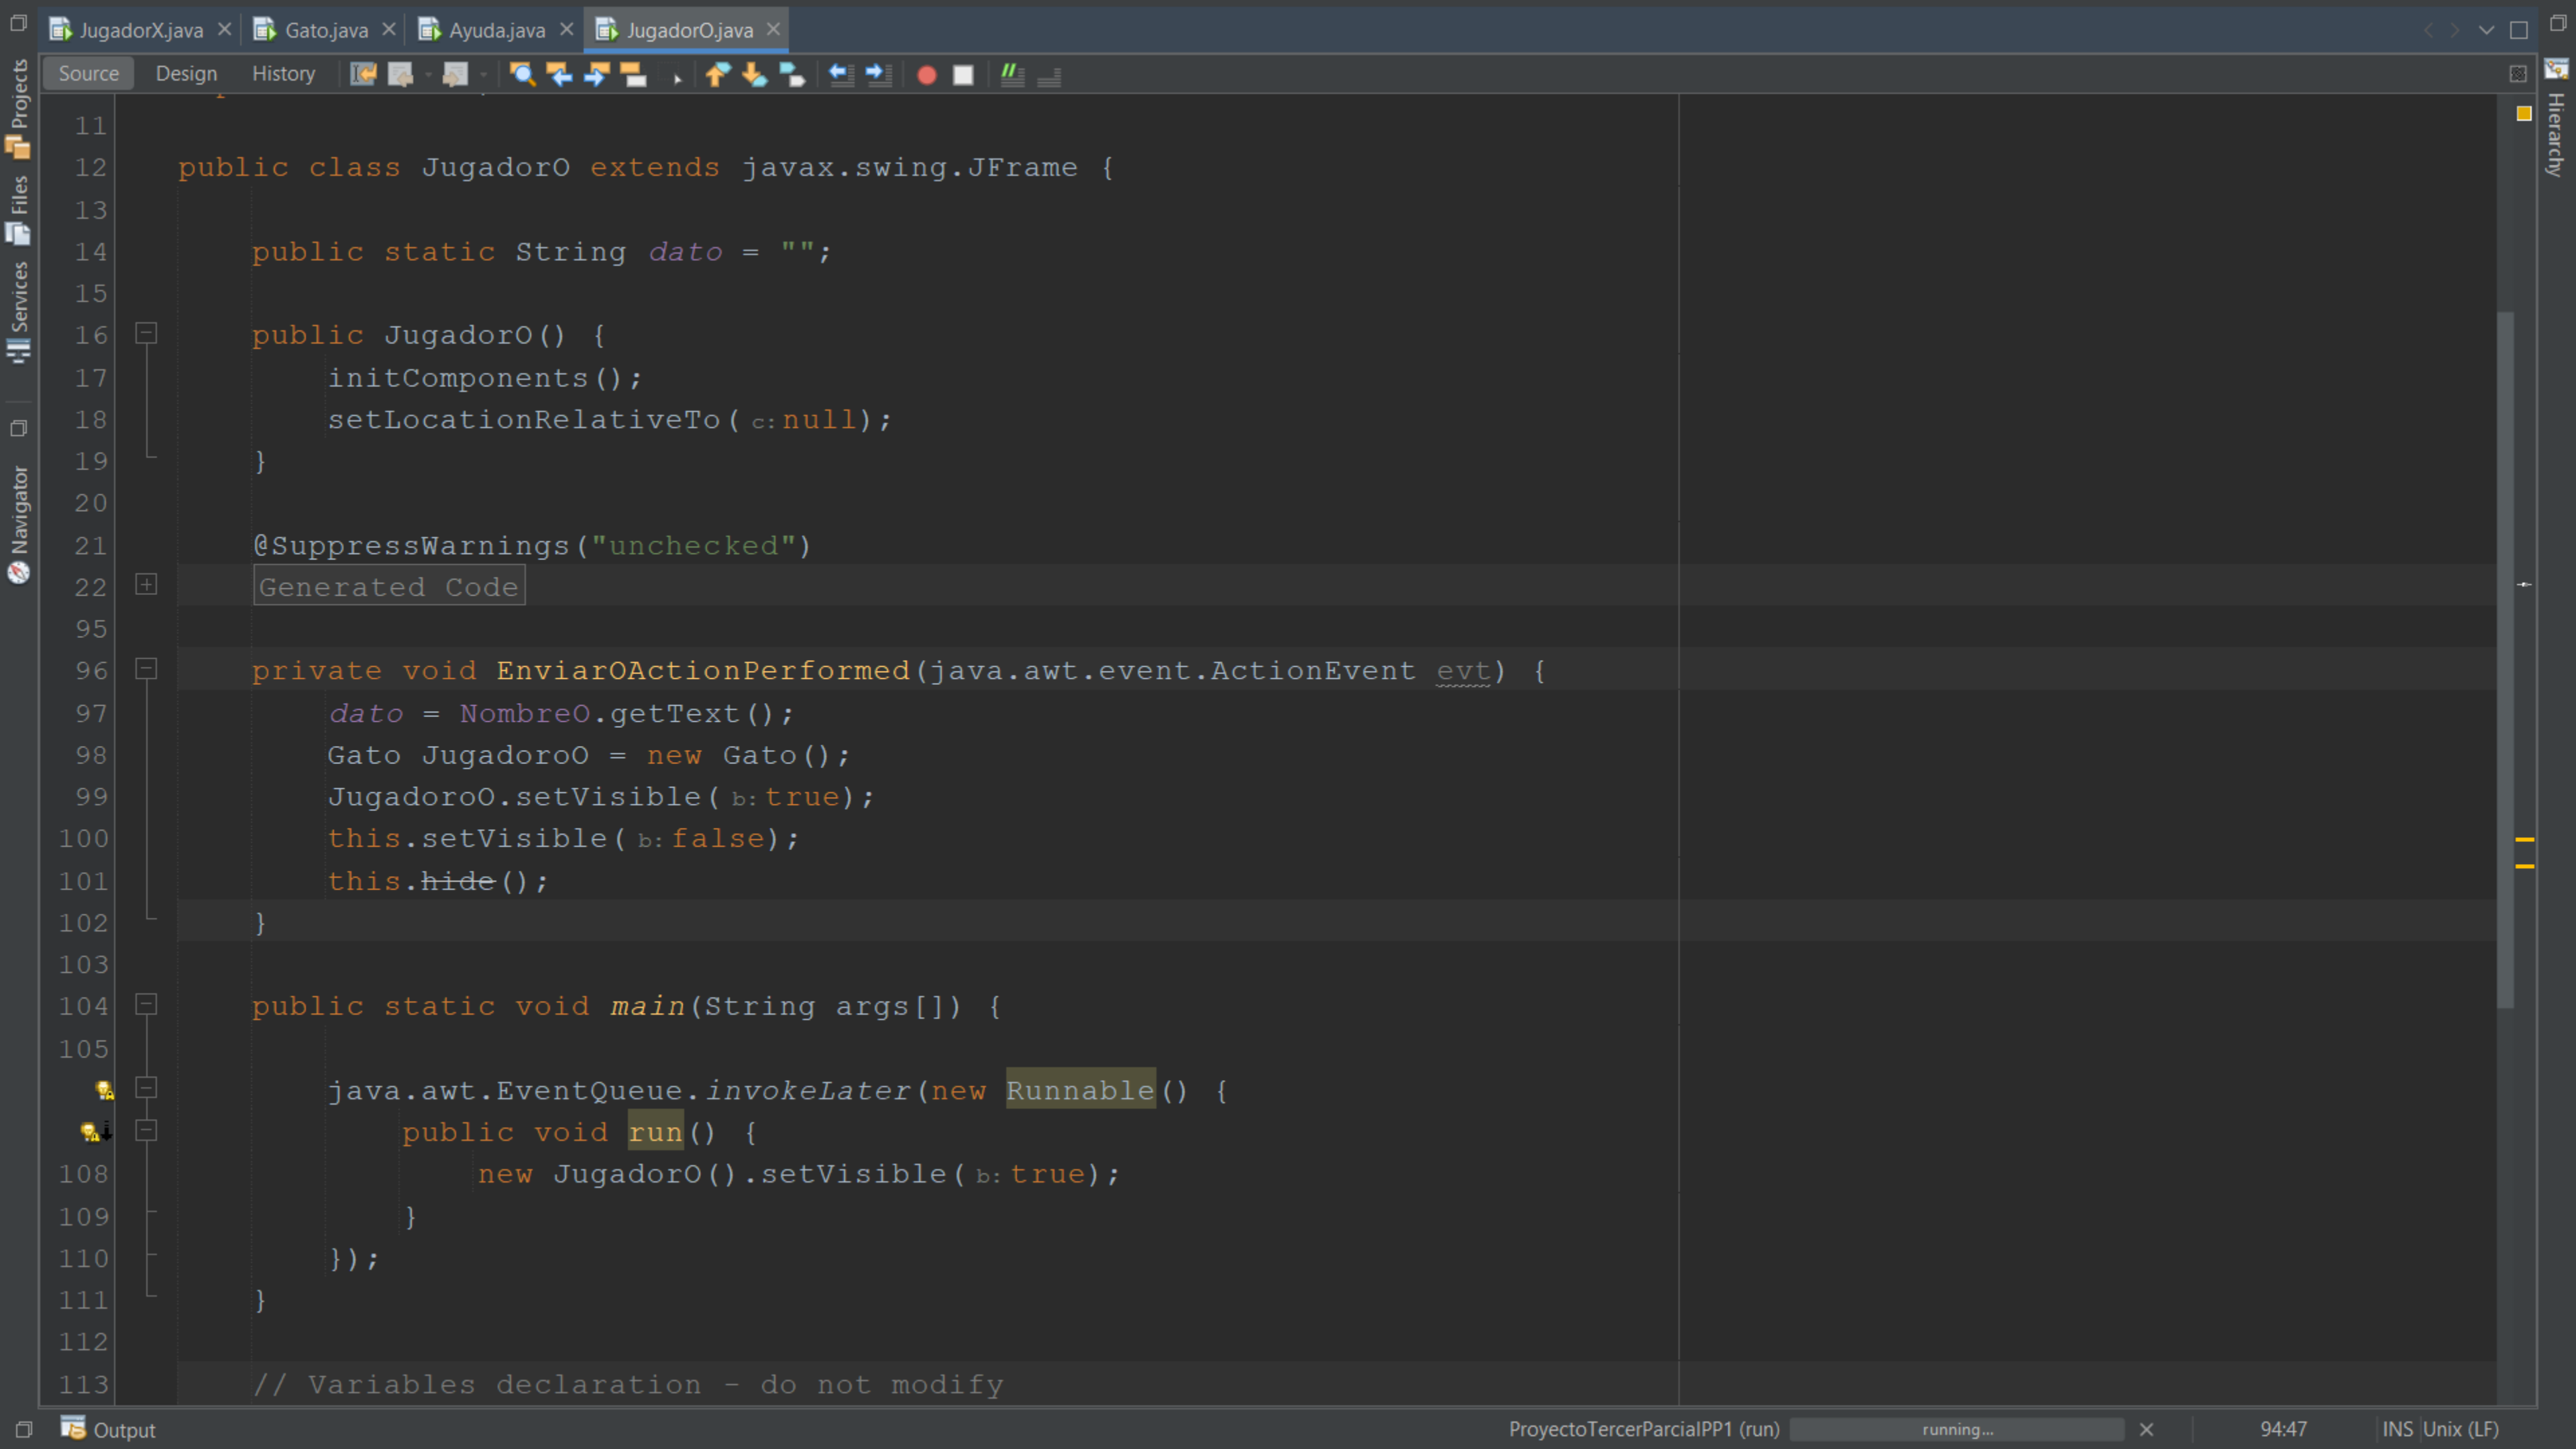 JugadorX.java Gato.java Ayuda.java JugadorO.java
Source Design History
Projects
Files
Services
Navigator
Hierarchy
11
12 public class JugadorO extends javax.swing.JFrame {
13
14 public static String dato = "";
15
16 public JugadorO() {
17 initComponents();
18 setLocationRelativeTo( c: null);
19 }
20
21 @SuppressWarnings("unchecked")
22 Generated Code
95
96 private void EnviarOActionPerformed(java.awt.event.ActionEvent evt) {
97 dato = NombreO.getText();
98 Gato JugadoroO = new Gato();
99 JugadoroO.setVisible( b: true);
100 this.setVisible( b: false);
101 this.hide();
102 }
103
104 public static void main(String args[]) {
105
java.awt.EventQueue.invokeLater(new Runnable() {
public void run() {
108 new JugadorO().setVisible( b: true);
109 }
110 });
111 }
112
113 // Variables declaration - do not modify
Output ProyectoTercerParcialPP1 (run) running... 94:47 INS Unix (LF)